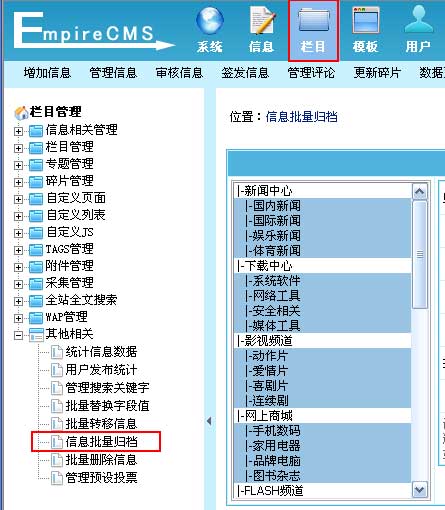 EmpireCMS
系统 信息 栏目 模板 用户
增加信息 管理信息 审核信息 签发信息 管理评论 更新碎片 数据
栏目管理
信息相关管理
栏目管理
专题管理
碎片管理
自定义页面
自定义列表
自定义JS
TAGS管理
附件管理
采集管理
全站全文搜索
WAP管理
其他相关
统计信息数据
用户发布统计
管理搜索关键字
批量替换字段值
批量转移信息
信息批量归档
批量删除信息
管理预设投票
位置：信息批量归档
|-新闻中心
|-国内新闻
|-国际新闻
|-娱乐新闻
|-体育新闻
|-下载中心
|-系统软件
|-网络工具
|-安全相关
|-媒体工具
|-影视频道
|-动作片
|-爱情片
|-喜剧片
|-连续剧
|-网上商城
|-手机数码
|-家用电器
|-品牌电脑
|-图书杂志
|-FLASH频道